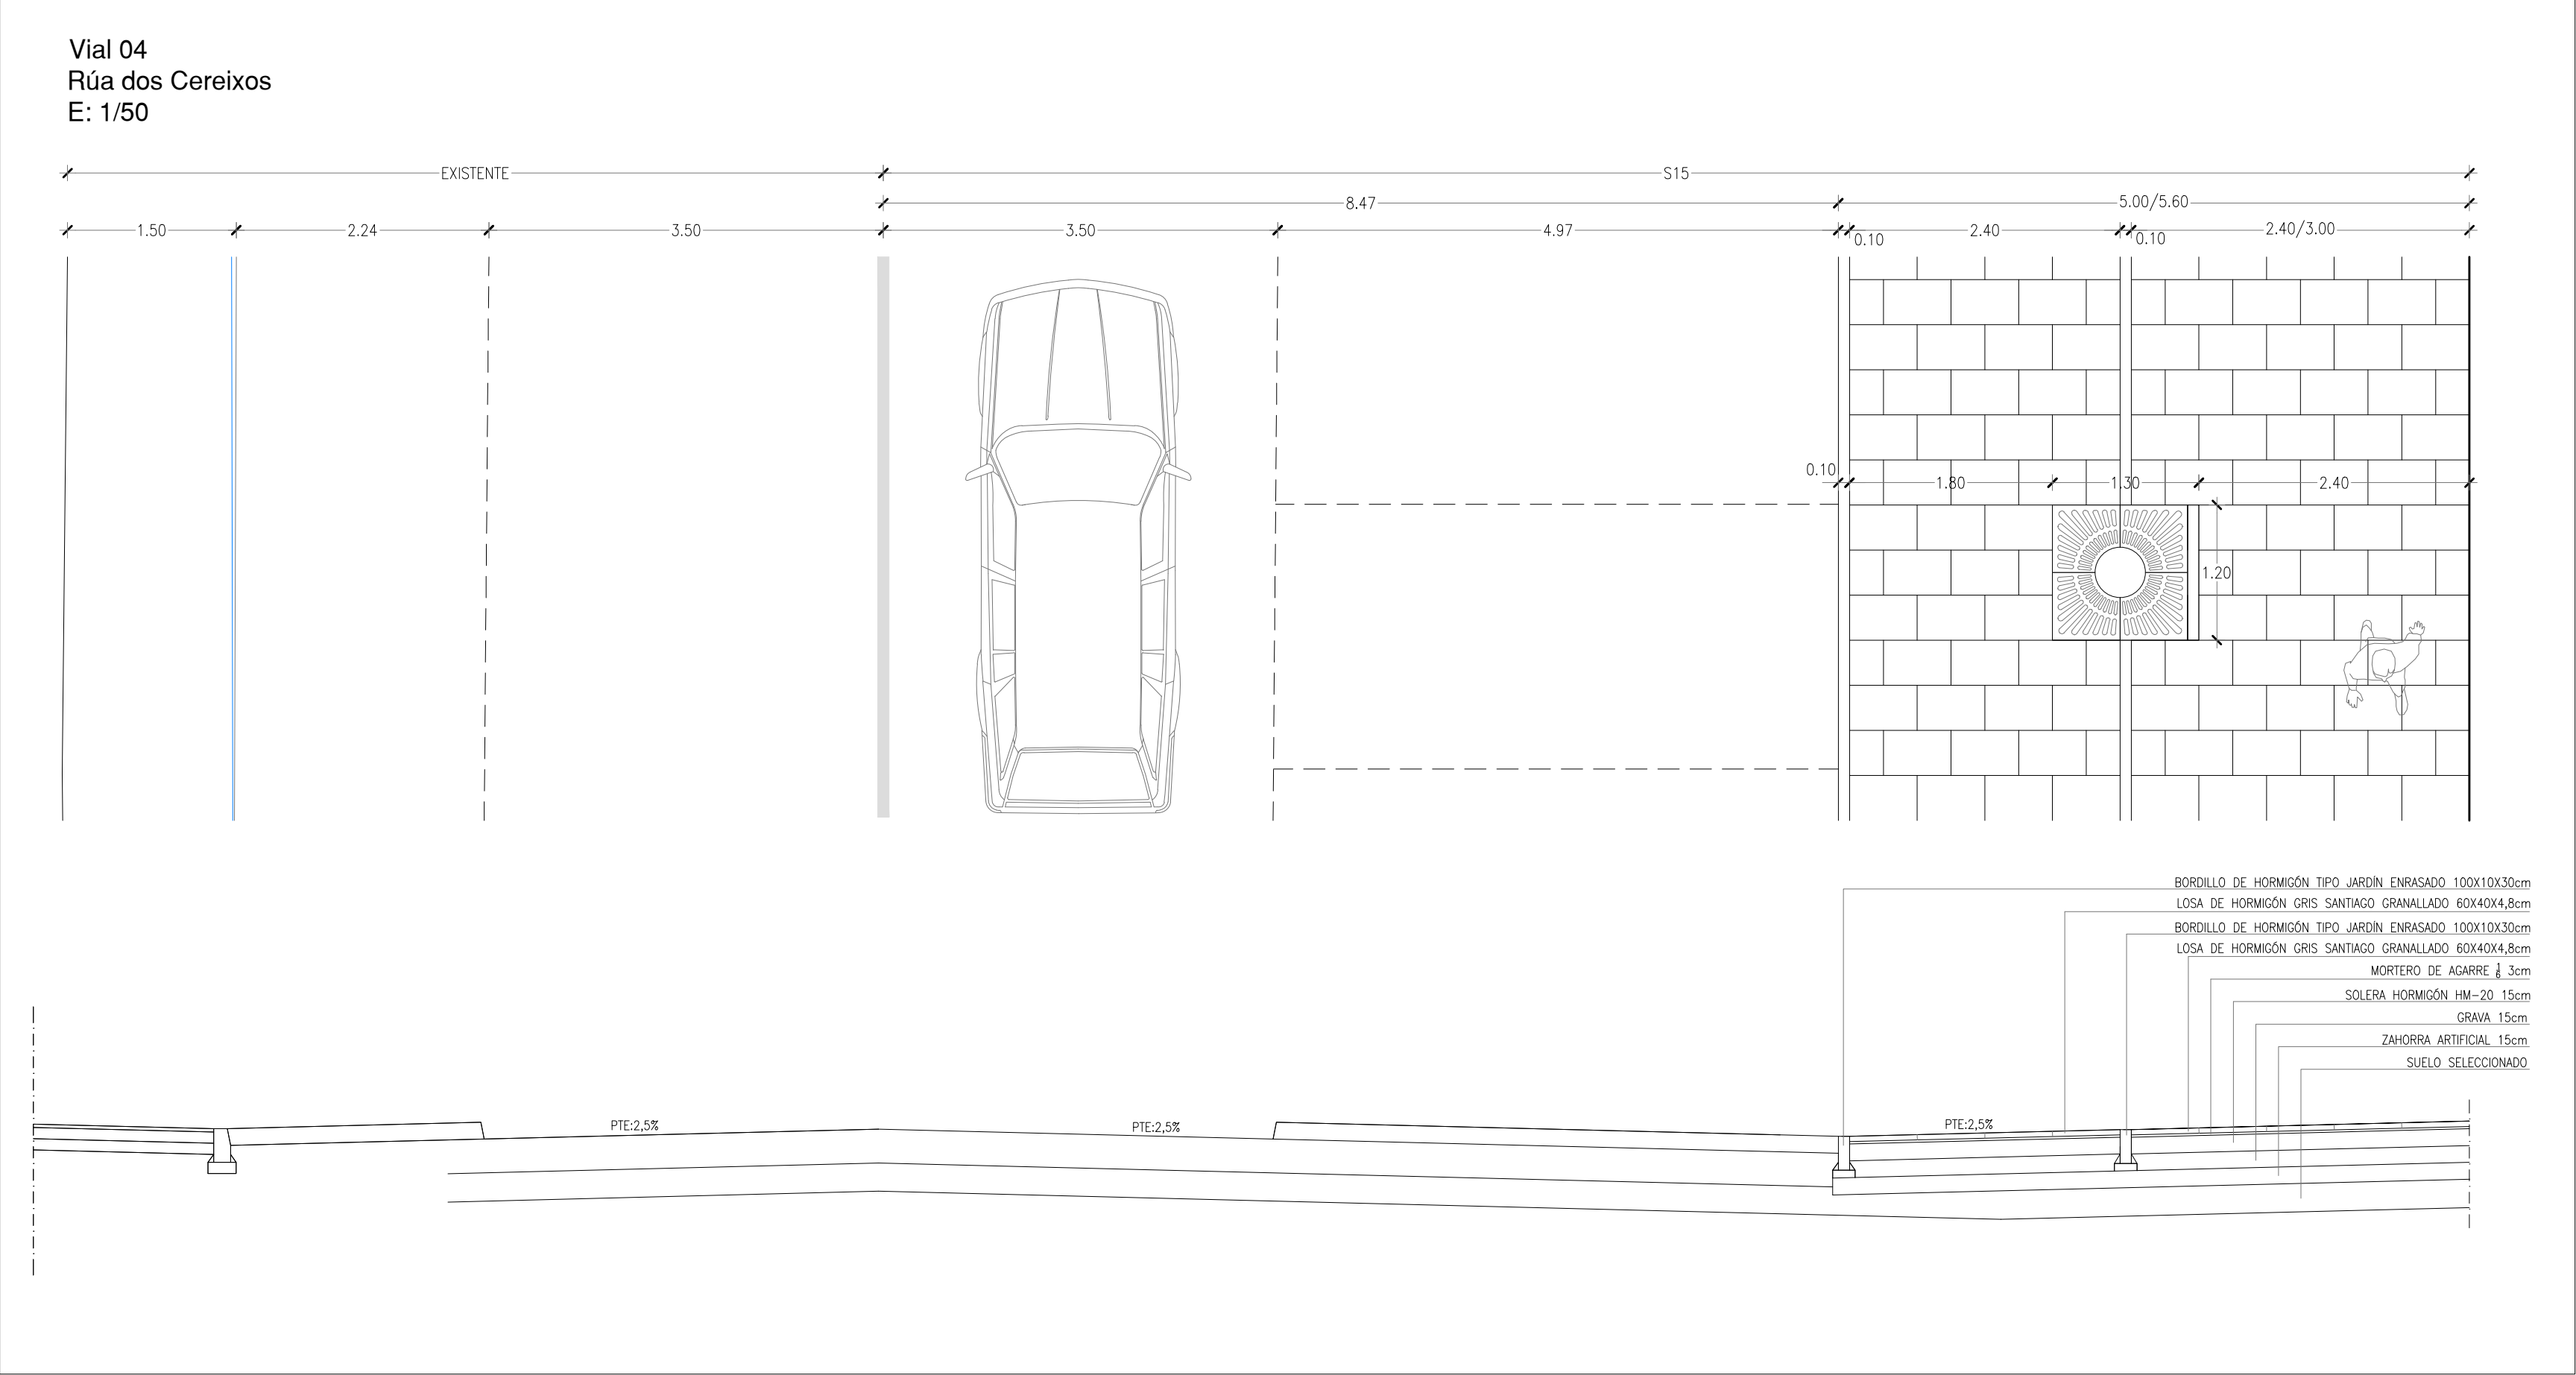 Vial 04
Rúa dos Cereixos
E: 1/50
EXISTENTE
S15
8.47
5.00/5.60
1.50
2.24
3.50
3.50
4.97
0.10
2.40
0.10
2.40/3.00
0.10
1.80
1.30
2.40
1.20
BORDILLO DE HORMIGÓN TIPO JARDÍN ENRASADO 100X10X30cm
LOSA DE HORMIGÓN GRIS SANTIAGO GRANALLADO 60X40X4,8cm
BORDILLO DE HORMIGÓN TIPO JARDÍN ENRASADO 100X10X30cm
LOSA DE HORMIGÓN GRIS SANTIAGO GRANALLADO 60X40X4,8cm
MORTERO DE AGARRE 1/6 3cm
SOLERA HORMIGÓN HM-20 15cm
GRAVA 15cm
ZAHORRA ARTIFICIAL 15cm
SUELO SELECCIONADO
PTE:2,5%
PTE:2,5%
PTE:2,5%